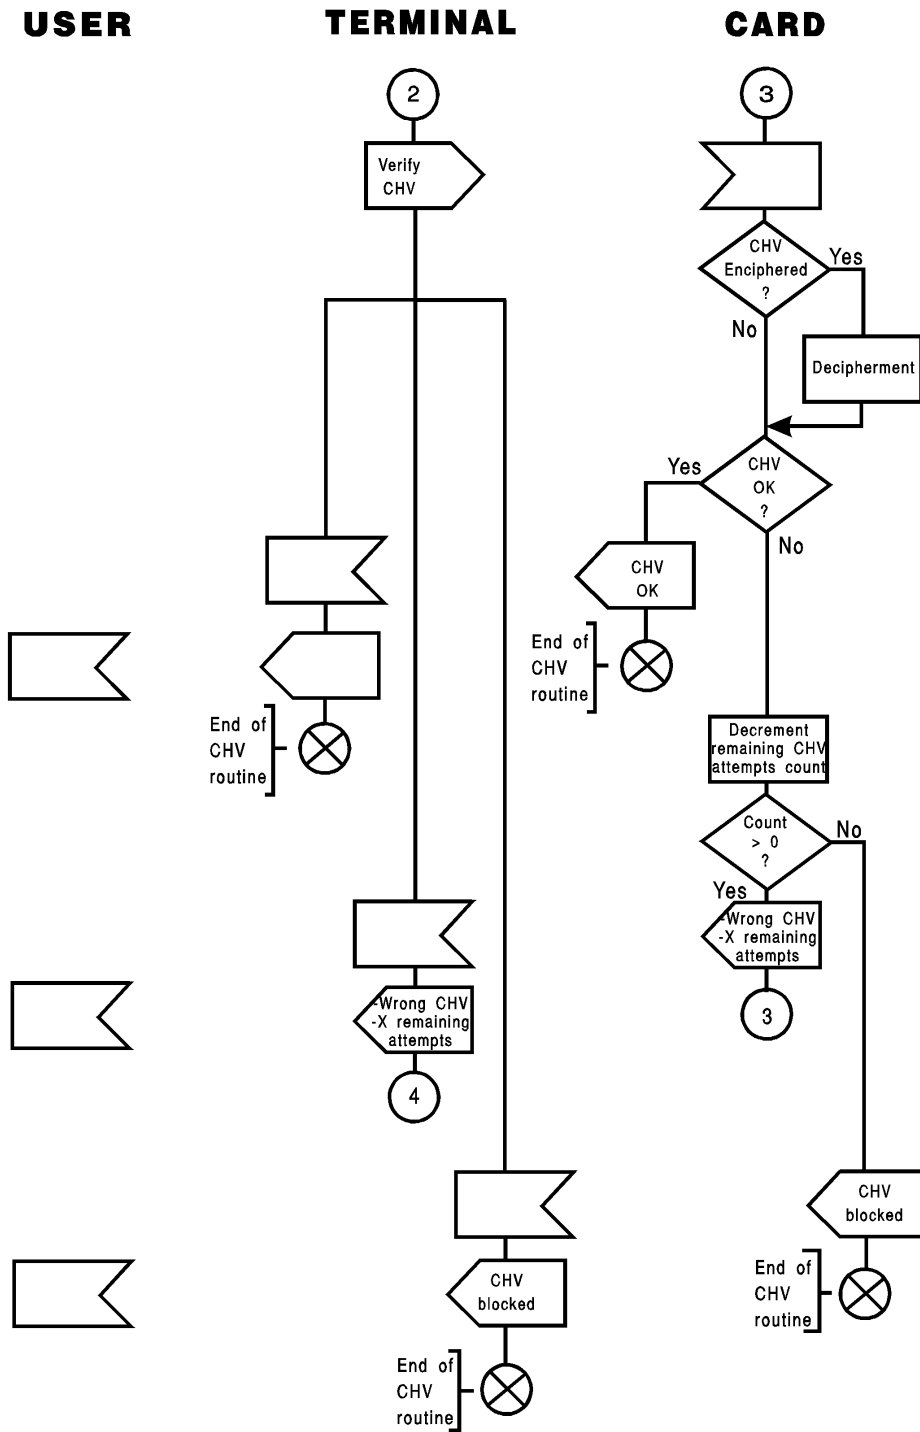 USER
TERMINAL
CARD
2
3
Verify
CHV
CHV
Enciphered
?
Yes
No
Decipherment
Yes
CHV
OK
?
No
CHV
OK
End of
CHV
routine
End of
CHV
routine
Decrement
remaining CHV
attempts count
Count
> 0
?
No
Yes
-Wrong CHV
-X remaining
attempts
3
-Wrong CHV
-X remaining
attempts
4
CHV
blocked
End of
CHV
routine
CHV
blocked
End of
CHV
routine